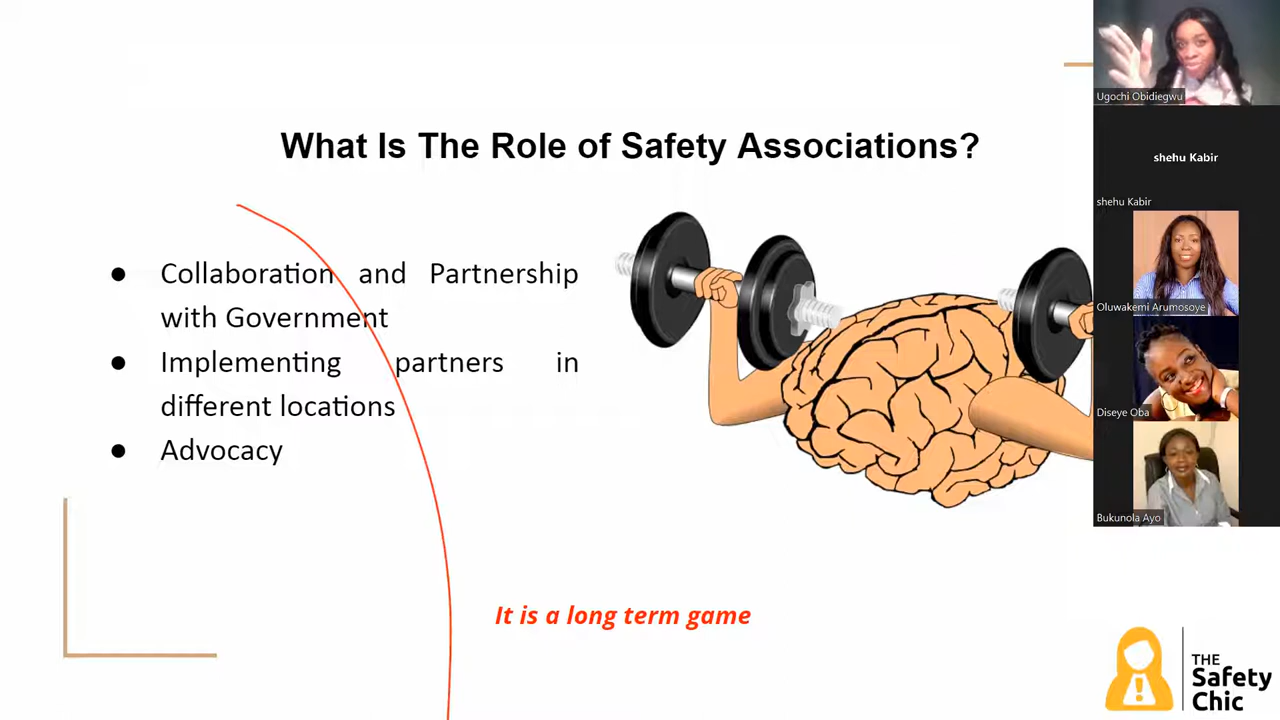 What Is The Role of Safety Associations?
● Collaboration and Partnership
with Government
● Implementing partners in
different locations
● Advocacy
It is a long term game
THE
Safety
Chic
Ugochi Obidiegwu
shehu Kabir
shehu Kabir
Oluwakemi Arumosoye
Diseye Oba
Bukunola Ayo